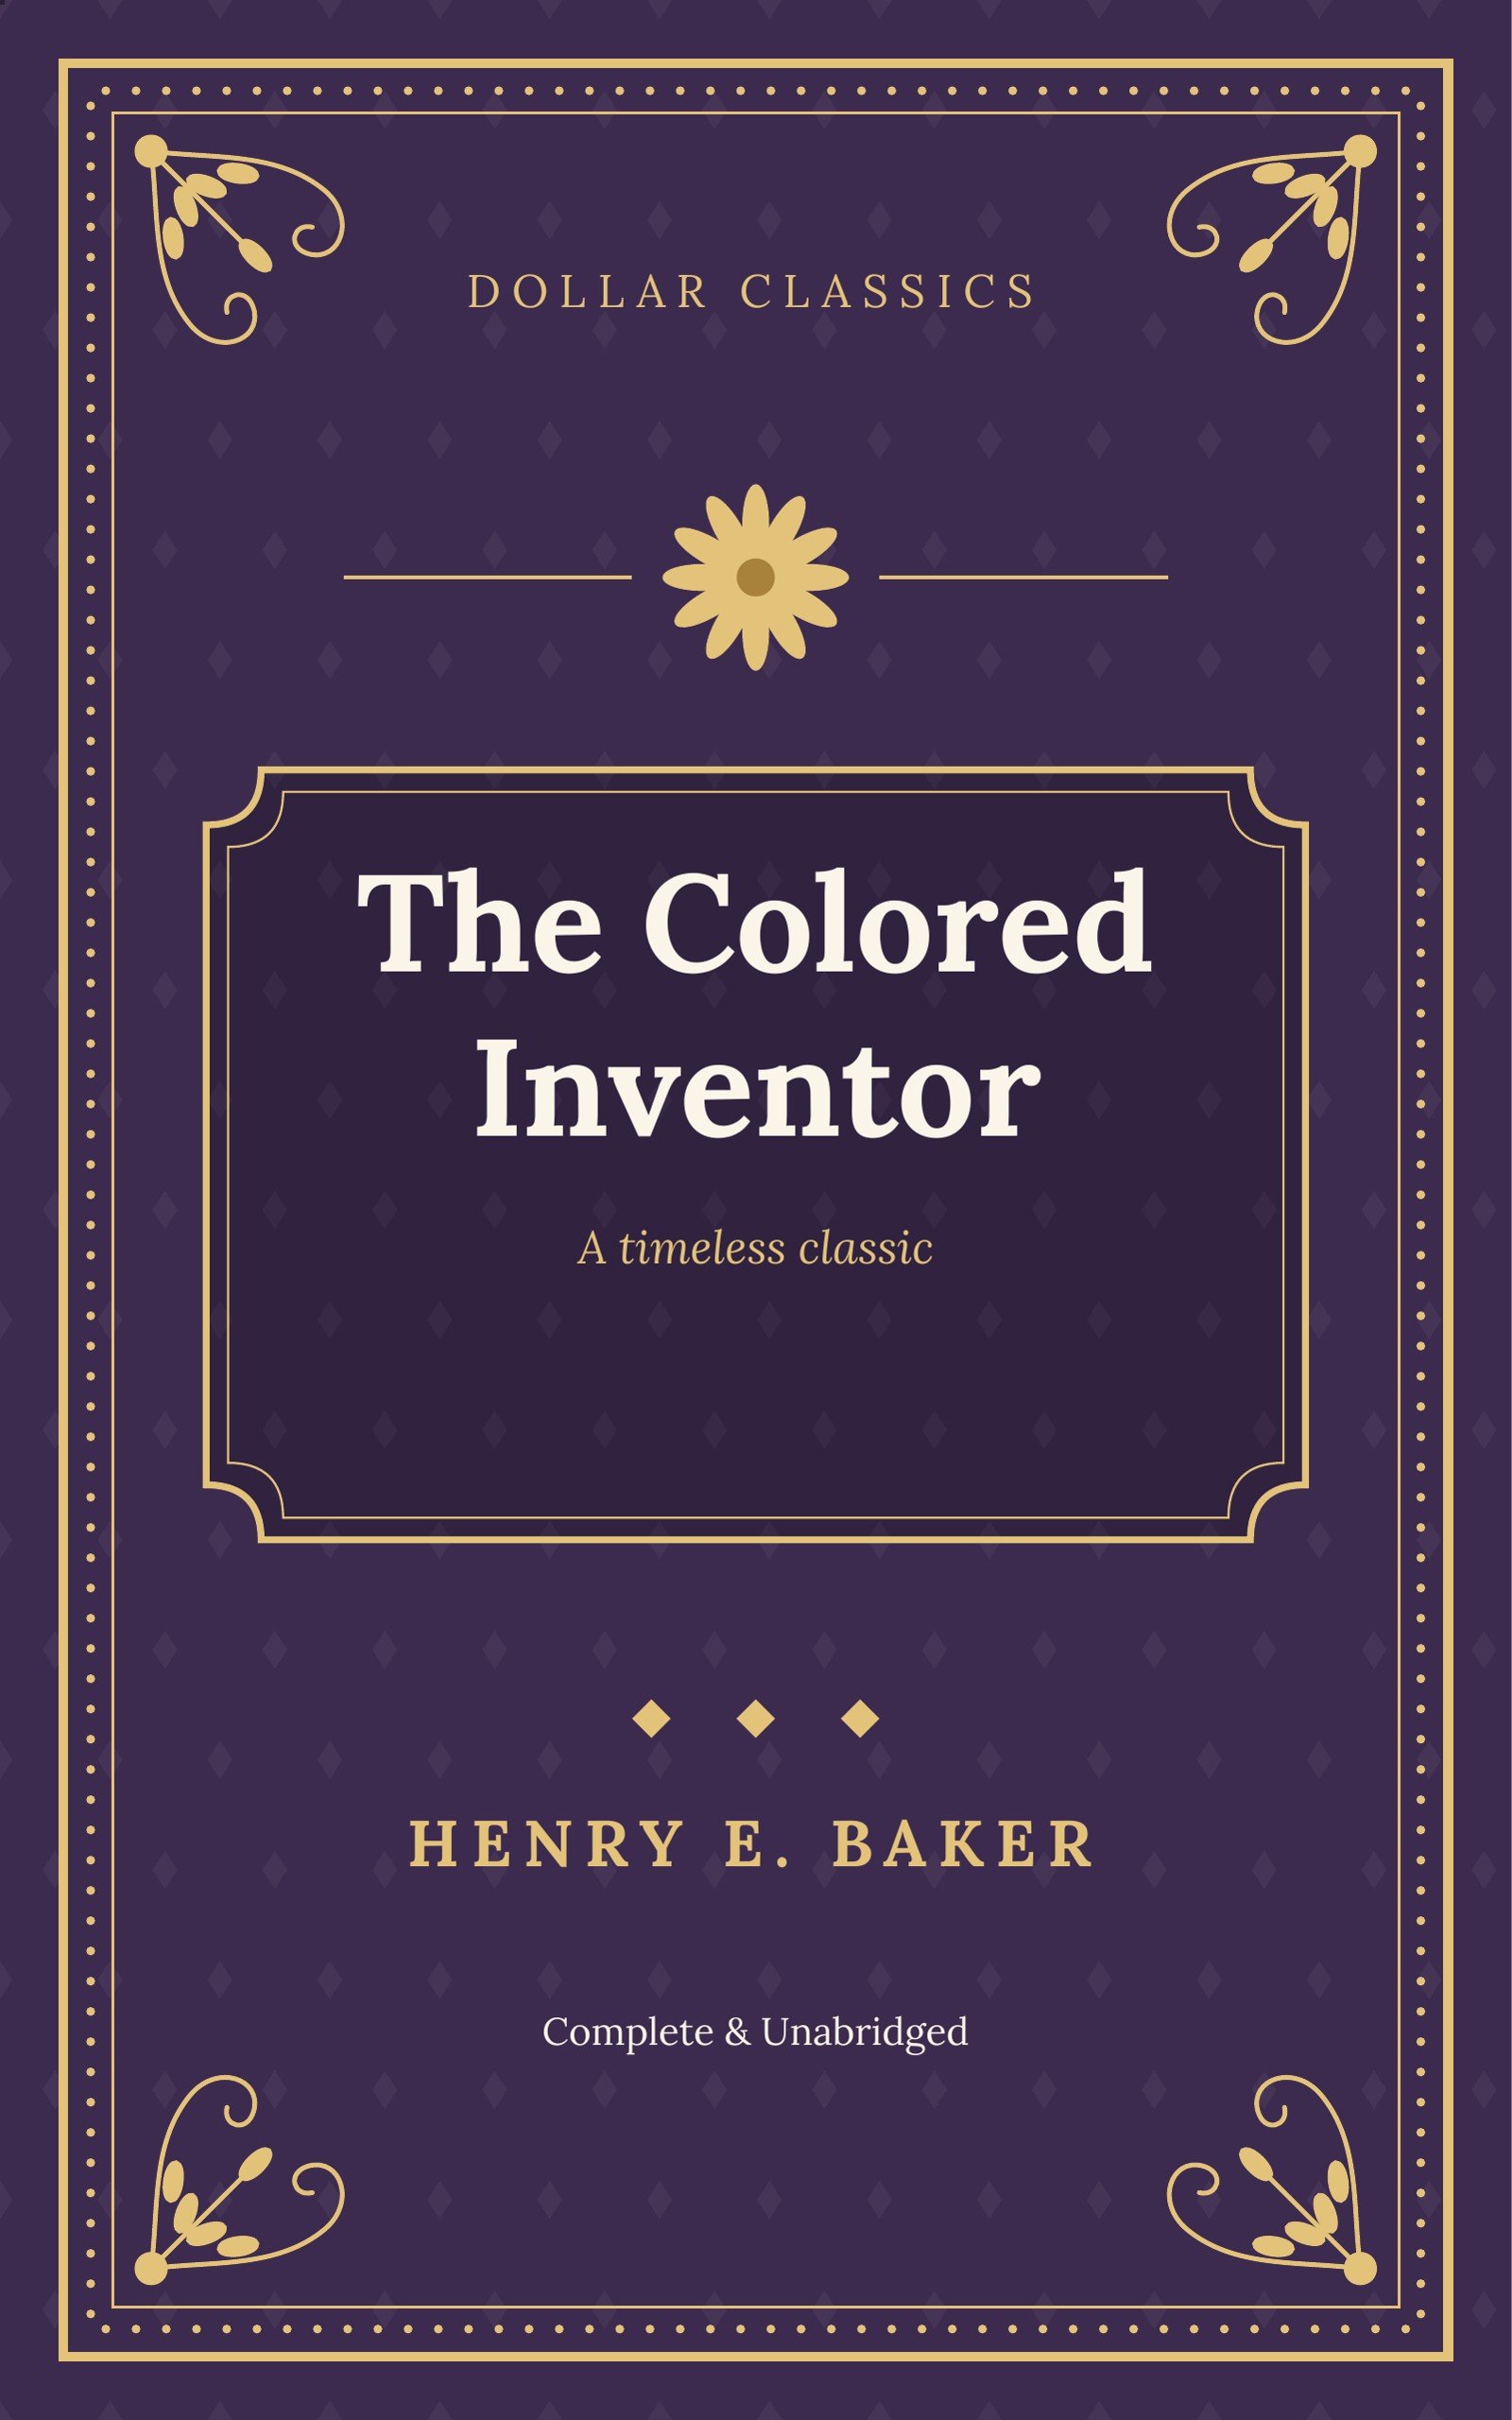 DOLLAR CLASSICS
The Colored
Inventor
A timeless classic
HENRY E. BAKER
Complete & Unabridged